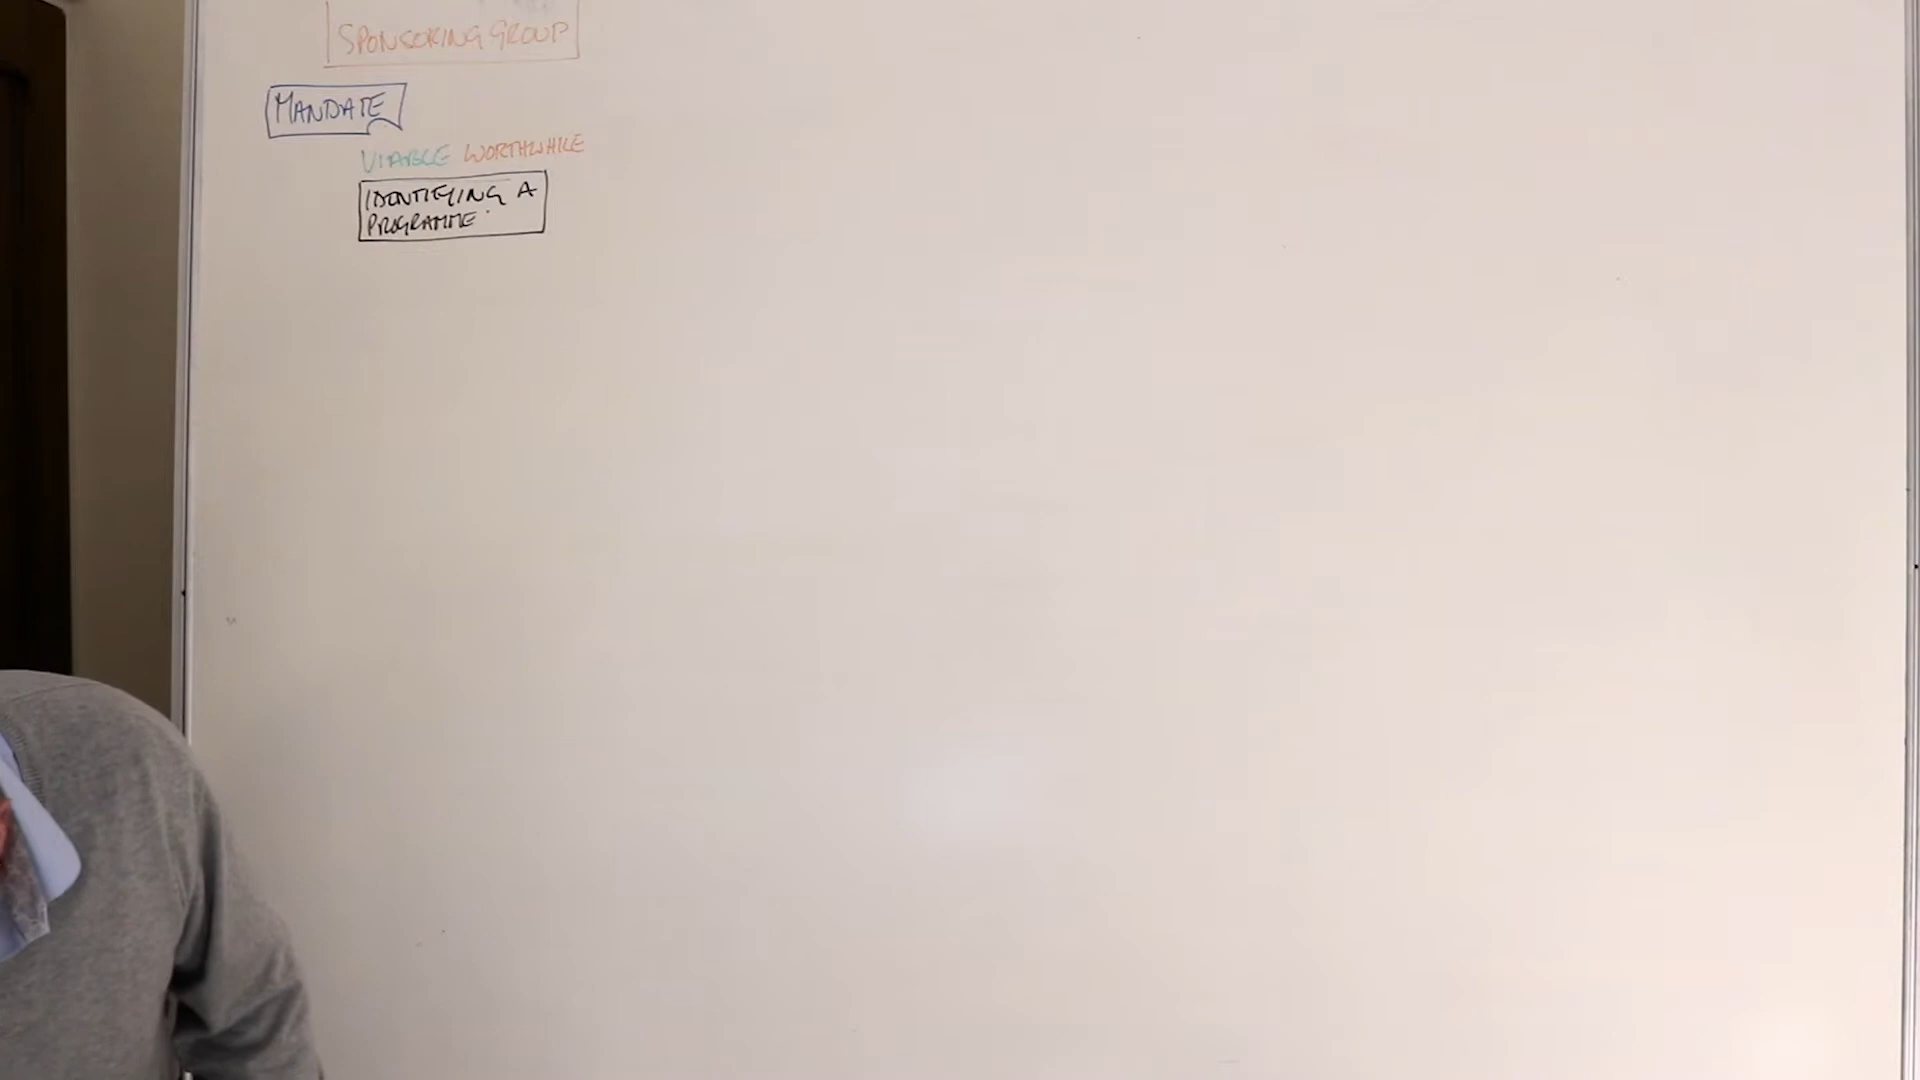 SPONSORING GROUP
MANDATE
VIABLE WORTHWHILE
IDENTIFYING A
PROGRAMME